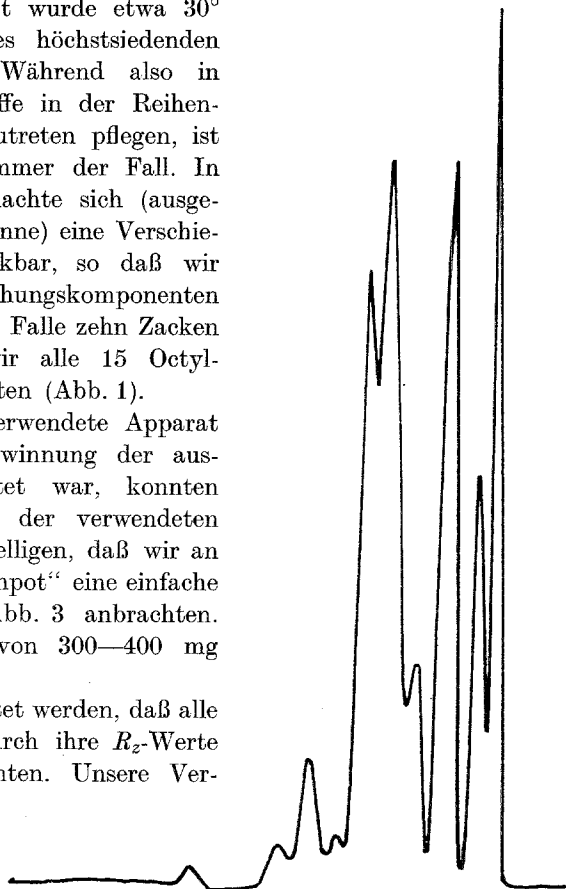 t wurde etwa 30°
es höchstsiedenden
Während also in
ffe in der Reihen-
utreten pflegen, ist
mmer der Fall. In
achte sich (ausge-
nne) eine Verschie-
kbar, so daß wir
hungskomponenten
Falle zehn Zacken
ir alle 15 Octyl-
ten (Abb. 1).
erwendete Apparat
winnung der aus-
tet war, konnten
der verwendeten
elligen, daß wir an
npot“ eine einfache
Abb. 3 anbrachten.
von 300—400 mg
et werden, daß alle
rch ihre Rz-Werte
nten. Unsere Ver-